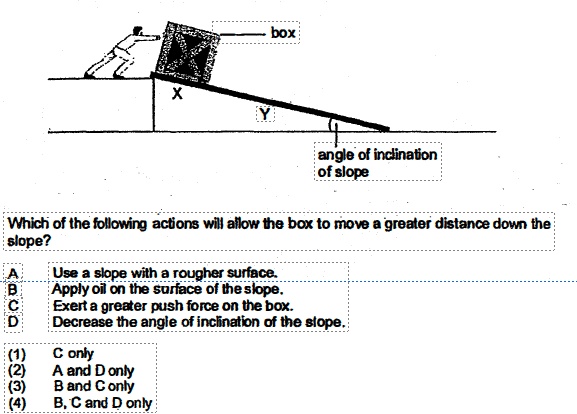 box
X
Y
angle of inclination
of slope
Which of the following actions will allow the box to move a greater distance down the
slope?
A Use a slope with a rougher surface.
B Apply oil on the surface of the slope.
C Exert a greater push force on the box.
D Decrease the angle of inclination of the slope.
(1) C only
(2) A and D only
(3) B and C only
(4) B, C and D only